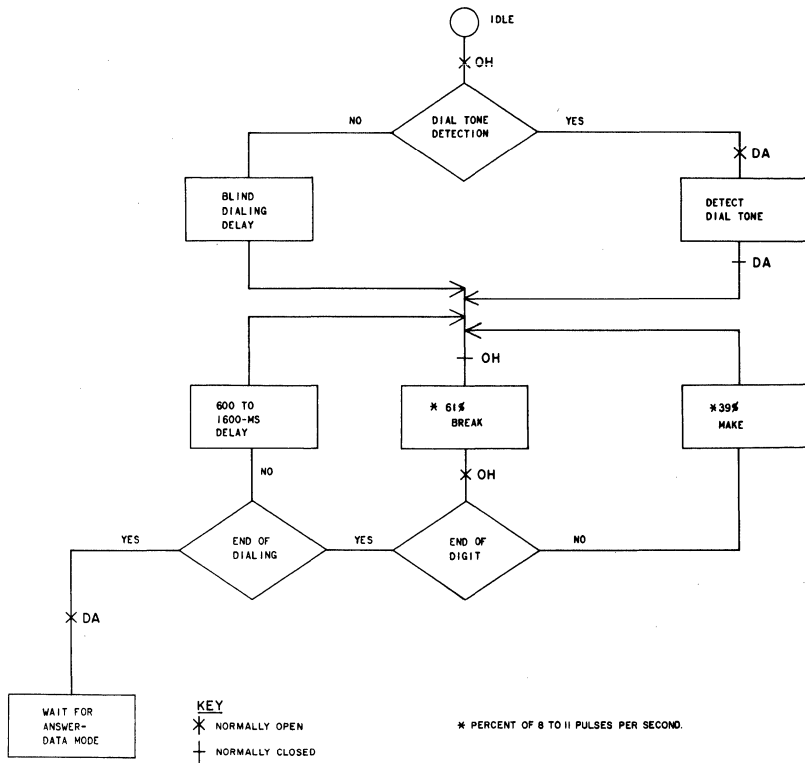 IDLE
OH
DIAL TONE
DETECTION
NO
YES
DA
BLIND
DIALING
DELAY
DETECT
DIAL TONE
DA
OH
600 TO
1600-MS
DELAY
* 61%
BREAK
*39%
MAKE
NO
OH
YES
END OF
DIALING
YES
END OF
DIGIT
NO
DA
WAIT FOR
ANSWER-
DATA MODE
KEY
NORMALLY OPEN
NORMALLY CLOSED
* PERCENT OF 8 TO 11 PULSES PER SECOND.